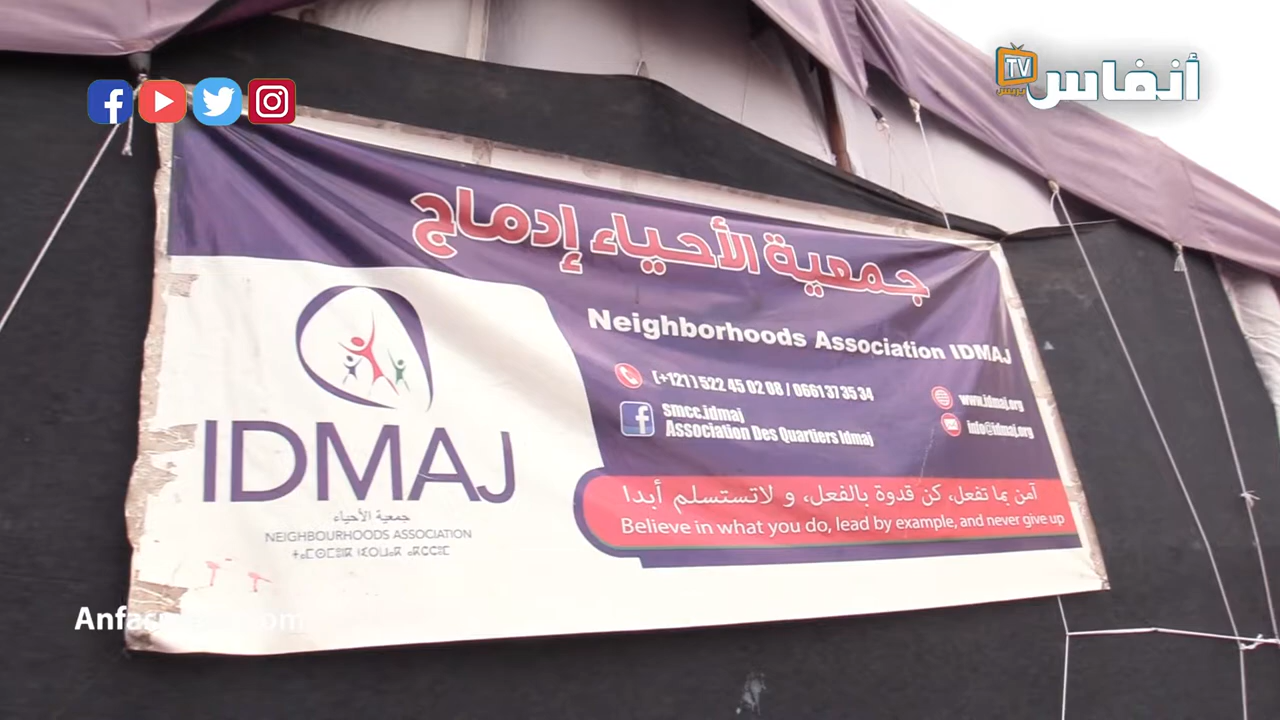 أنفاس
TV
بريس
جمعية الأحياء إدماج
Neighborhoods Association IDMAJ
(+121) 522 45 02 08 / 0661 37 35 34
smcc.idmaj
Association Des Quartiers Idmaj
www.idmaj.org
info@idmaj.org
آمن بما تفعل، كن قدوة بالفعل، و لاتستسلم أبدا
Believe in what you do, lead by example, and never give up
IDMAJ
جمعية الأحياء
NEIGHBOURHOODS ASSOCIATION